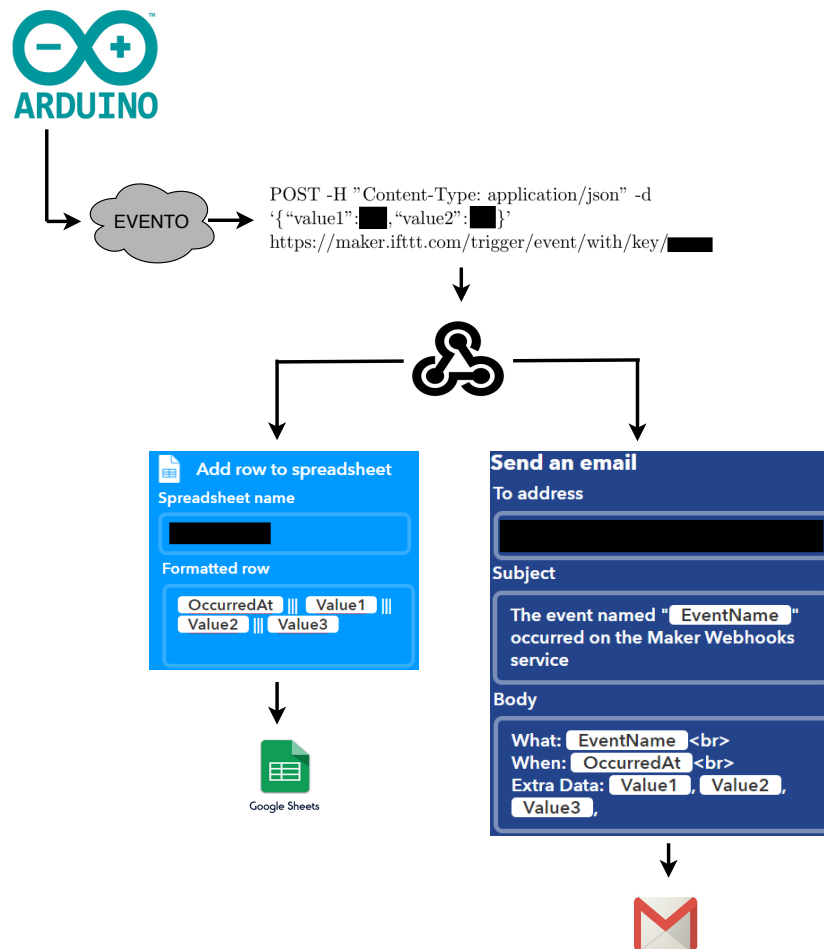 ARDUINO
TM
EVENTO
POST -H ”Content-Type: application/json” -d
‘{“value1”: ,“value2”: }’
https://maker.ifttt.com/trigger/event/with/key/
Add row to spreadsheet
Spreadsheet name
Formatted row
OccurredAt ||| Value1 |||
Value2 ||| Value3
Google Sheets
Send an email
To address
Subject
The event named "EventName"
occurred on the Maker Webhooks
service
Body
What: EventName <br>
When: OccurredAt <br>
Extra Data: Value1, Value2,
Value3,